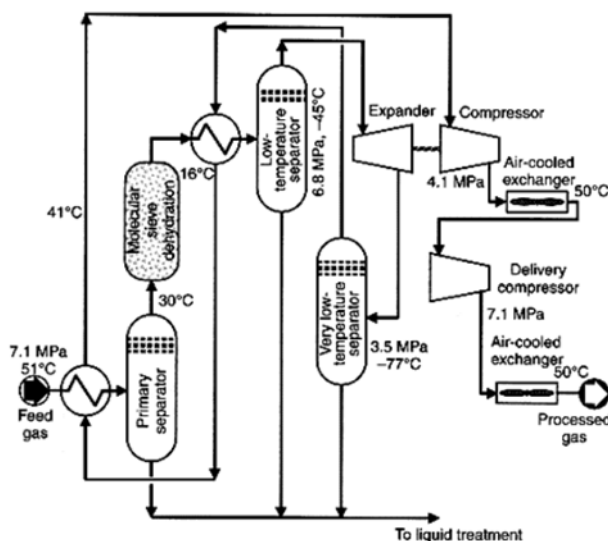 Expander
Compressor
Low-
temperature
separator
6.8 MPa, –45°C
Air-cooled
exchanger
4.1 MPa
50°C
16°C
41°C
Molecular
sieve
dehydration
Delivery
compressor
Very low-
temperature
separator
30°C
7.1 MPa
3.5 MPa
–77°C
Air-cooled
exchanger
50°C
7.1 MPa
51°C
Feed
gas
Primary
separator
Processed
gas
To liquid treatment